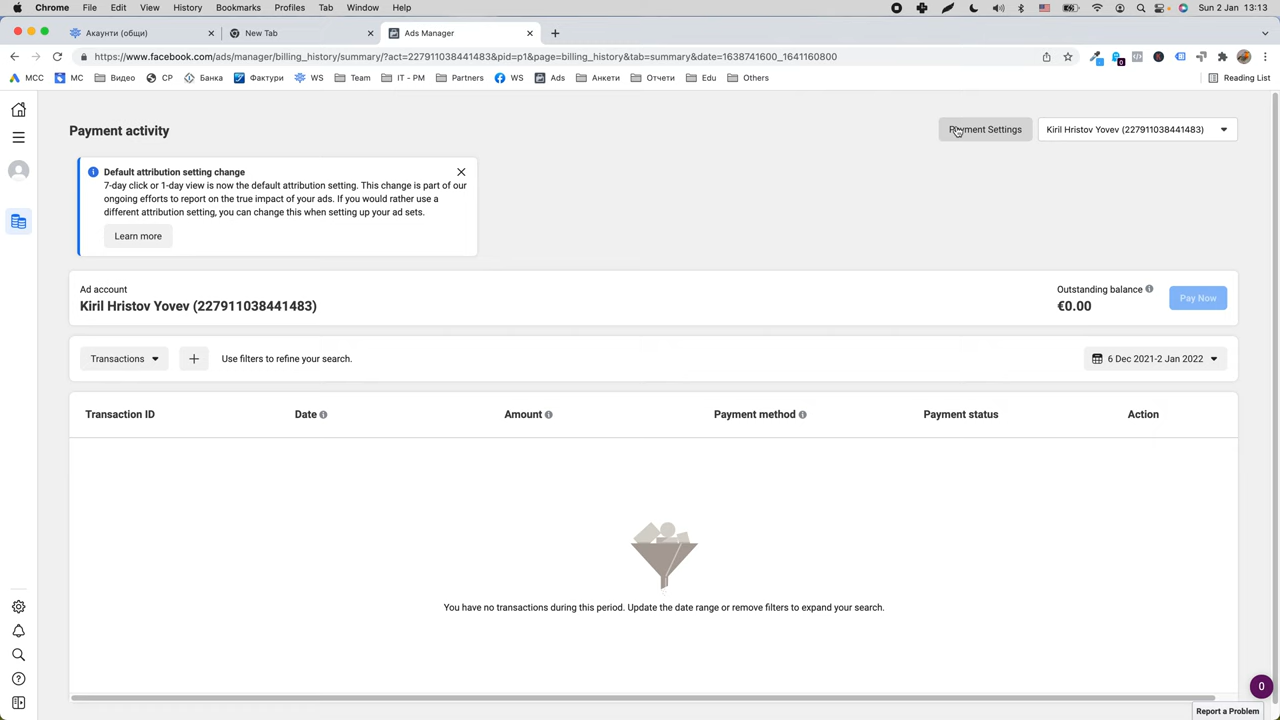 Chrome File Edit View History Bookmarks Profiles Tab Window Help Sun 2 Jan 13:13
Акаунти (общи) New Tab Ads Manager
https://www.facebook.com/ads/manager/billing_history/summary/?act=227911038441483&pid=p1&page=billing_history&tab=summary&date=1638741600_1641160800
МСС МС Видео СР Банка Фактури WS Team IT - PM Partners WS Ads Анкети Отчети Edu Others Reading List
Payment activity
Payment Settings
Kiril Hristov Yovev (227911038441483)
Default attribution setting change
7-day click or 1-day view is now the default attribution setting. This change is part of our
ongoing efforts to report on the true impact of your ads. If you would rather use a
different attribution setting, you can change this when setting up your ad sets.
Learn more
Ad account
Kiril Hristov Yovev (227911038441483)
Outstanding balance
€0.00
Pay Now
Transactions
Use filters to refine your search.
6 Dec 2021-2 Jan 2022
Transaction ID Date Amount Payment method Payment status Action
You have no transactions during this period. Update the date range or remove filters to expand your search.
0
Report a Problem